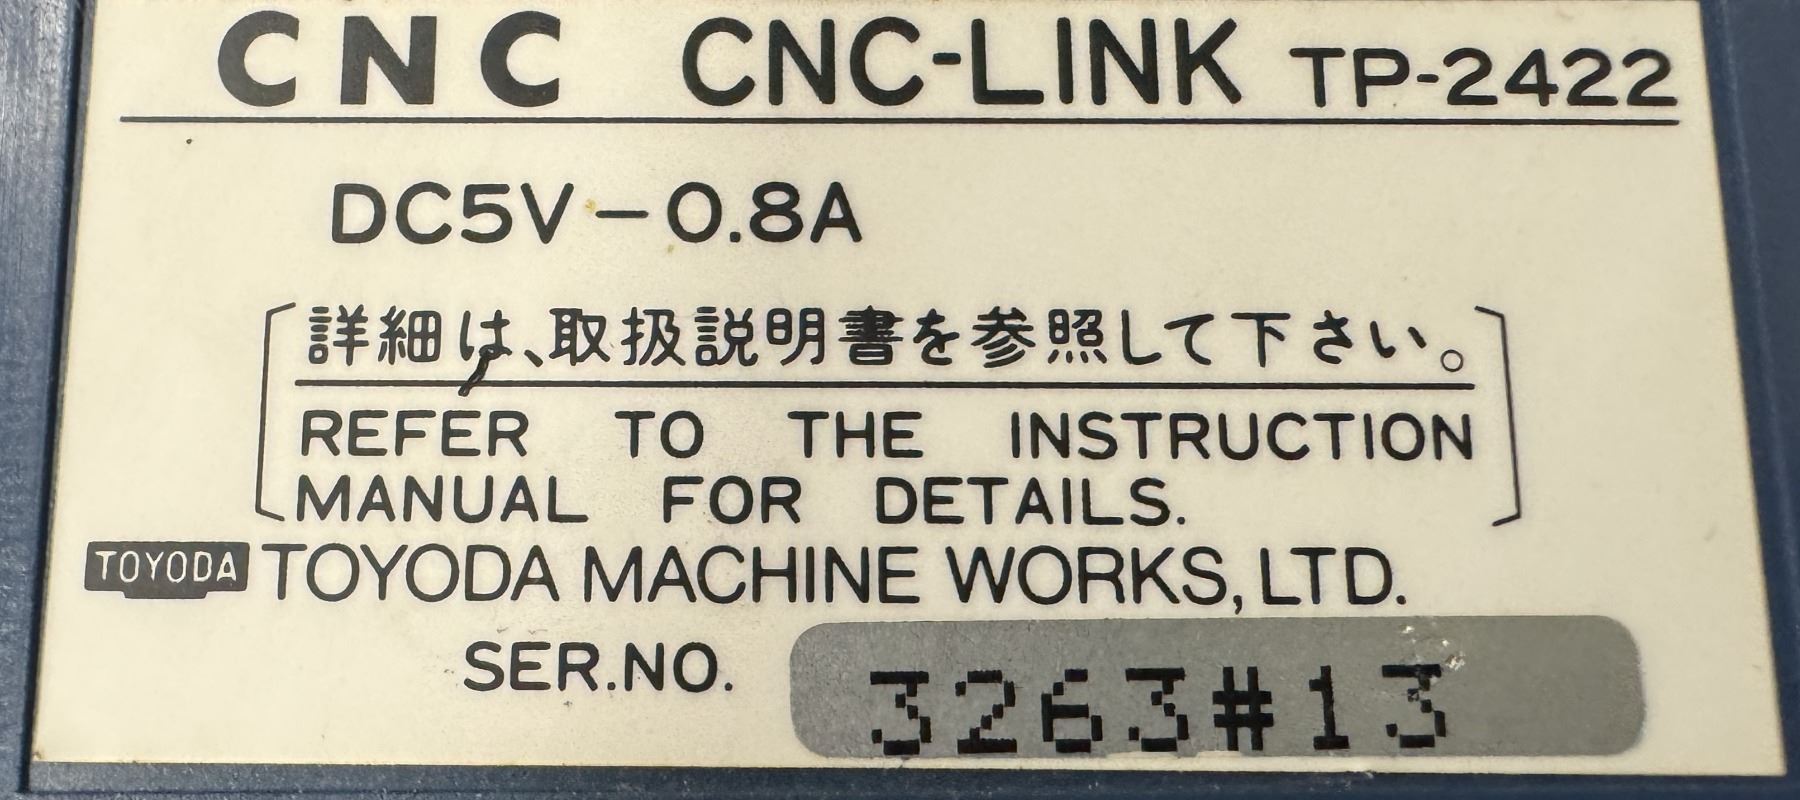 CNC CNC-LINK TP-2422
DC5V-0.8A
詳細は、取扱説明書を参照して下さい。
REFER TO THE INSTRUCTION
MANUAL FOR DETAILS.
TOYODA TOYODA MACHINE WORKS, LTD.
SER.NO. 3263#13